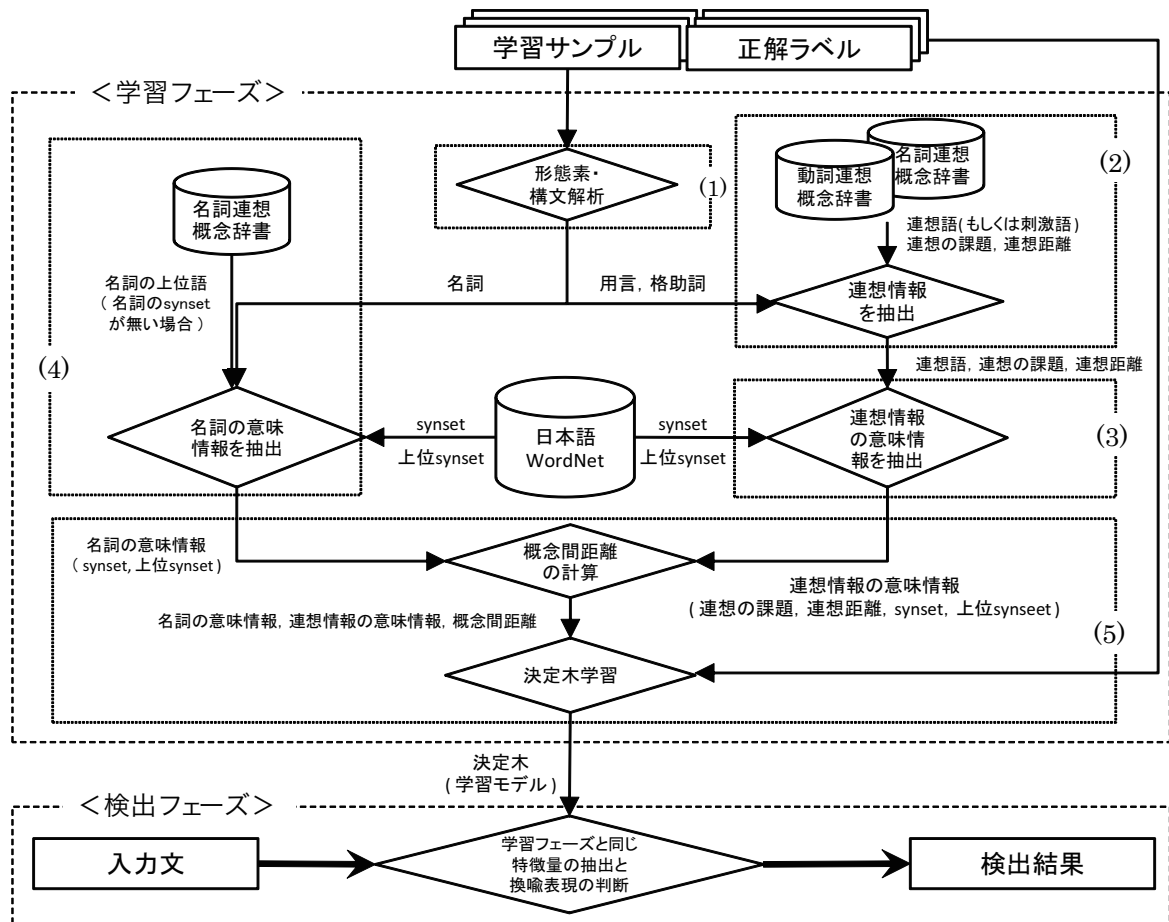 学習サンプル
正解ラベル
＜学習フェーズ＞
形態素・
構文解析
(1)
動詞連想
概念辞書
名詞連想
概念辞書
(2)
連想語(もしくは刺激語)
連想の課題, 連想距離
連想情報
を抽出
名詞連想
概念辞書
名詞の上位語
( 名詞のsynset
が無い場合 )
名詞
用言, 格助詞
(4)
連想語, 連想の課題, 連想距離
名詞の意味
情報を抽出
synset
上位synset
日本語
WordNet
synset
上位synset
連想情報
の意味情
報を抽出
(3)
名詞の意味情報
( synset, 上位synset)
概念間距離
の計算
連想情報の意味情報
( 連想の課題, 連想距離, synset, 上位synseet)
名詞の意味情報, 連想情報の意味情報, 概念間距離
(5)
決定木学習
決定木
( 学習モデル )
＜検出フェーズ＞
入力文
学習フェーズと同じ
特徴量の抽出と
換喩表現の判断
検出結果